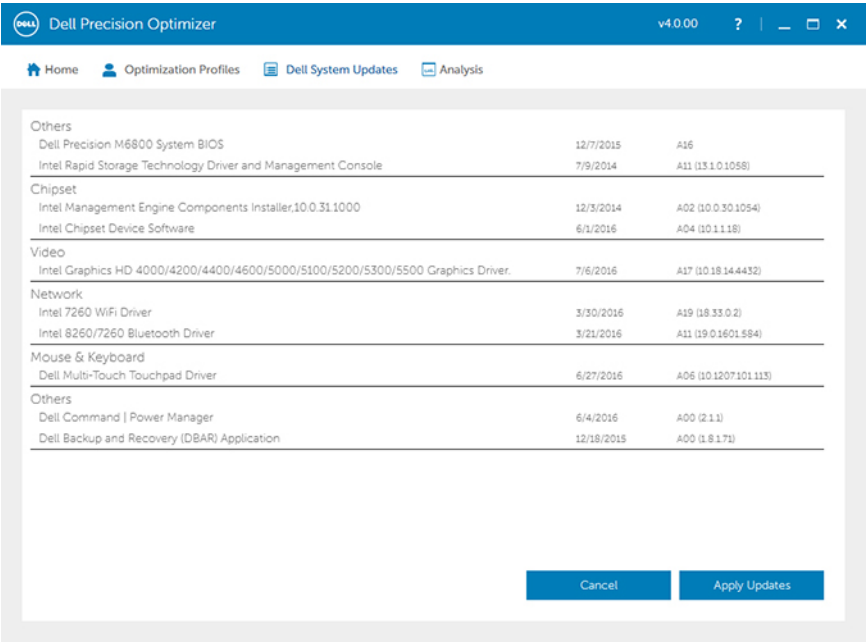 DELL Dell Precision Optimizer v4.0.00 ?
Home Optimization Profiles Dell System Updates Analysis
Others
Dell Precision M6800 System BIOS 12/7/2015 A16
Intel Rapid Storage Technology Driver and Management Console 7/9/2014 A11 (13.1.0.1058)
Chipset
Intel Management Engine Components Installer,10.0.31.1000 12/3/2014 A02 (10.0.30.1054)
Intel Chipset Device Software 6/1/2016 A04 (10.1.1.18)
Video
Intel Graphics HD 4000/4200/4400/4600/5000/5100/5200/5300/5500 Graphics Driver. 7/6/2016 A17 (10.18.14.4432)
Network
Intel 7260 WiFi Driver 3/30/2016 A19 (18.33.0.2)
Intel 8260/7260 Bluetooth Driver 3/21/2016 A11 (19.0.1601.584)
Mouse & Keyboard
Dell Multi-Touch Touchpad Driver 6/27/2016 A06 (10.1207.101.113)
Others
Dell Command | Power Manager 6/4/2016 A00 (2.1.1)
Dell Backup and Recovery (DBAR) Application 12/18/2015 A00 (1.8.1.71)
Cancel Apply Updates